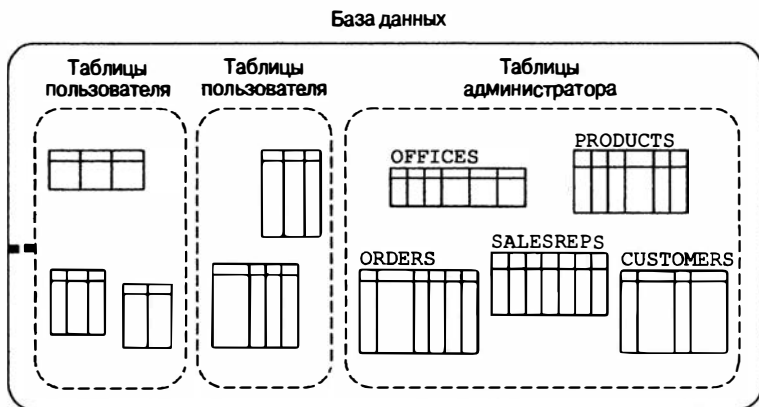 База данных
Таблицы
пользователя
Таблицы
пользователя
Таблицы
администратора
OFFICES
PRODUCTS
ORDERS
SALESREPS
CUSTOMERS